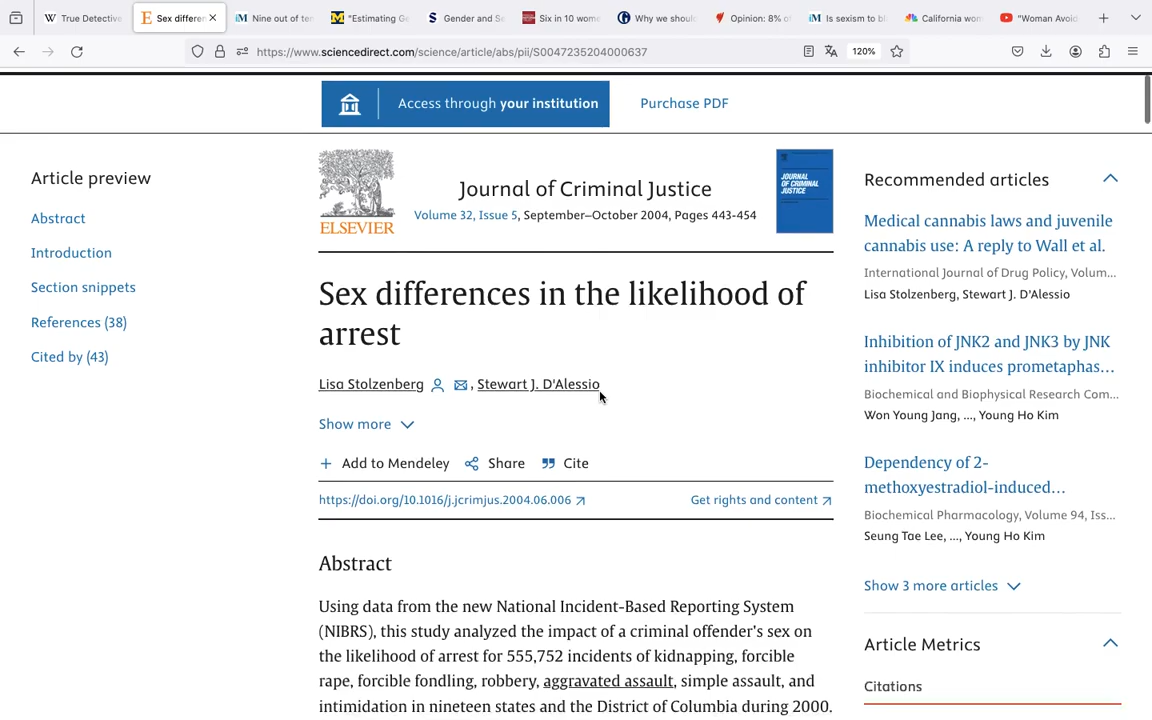 True Detective
Sex differen
Nine out of ten
"Estimating Ge
Gender and Se
Six in 10 wome
Why we shoul
Opinion: 8% of
Is sexism to bl
California wom
"Woman Avoid
https://www.sciencedirect.com/science/article/abs/pii/S0047235204000637
120%
Access through your institution
Purchase PDF
Article preview
Abstract
Introduction
Section snippets
References (38)
Cited by (43)
ELSEVIER
Journal of Criminal Justice
Volume 32, Issue 5, September–October 2004, Pages 443-454
JOURNAL OF
CRIMINAL
JUSTICE
Sex differences in the likelihood of
arrest
Lisa Stolzenberg , Stewart J. D'Alessio
Show more
Add to Mendeley Share Cite
https://doi.org/10.1016/j.jcrimjus.2004.06.006
Get rights and content
Abstract
Using data from the new National Incident-Based Reporting System
(NIBRS), this study analyzed the impact of a criminal offender's sex on
the likelihood of arrest for 555,752 incidents of kidnapping, forcible
rape, forcible fondling, robbery, aggravated assault, simple assault, and
intimidation in nineteen states and the District of Columbia during 2000.
Recommended articles
Medical cannabis laws and juvenile
cannabis use: A reply to Wall et al.
International Journal of Drug Policy, Volum...
Lisa Stolzenberg, Stewart J. D'Alessio
Inhibition of JNK2 and JNK3 by JNK
inhibitor IX induces prometaphas...
Biochemical and Biophysical Research Com...
Won Young Jang, ..., Young Ho Kim
Dependency of 2-
methoxyestradiol-induced...
Biochemical Pharmacology, Volume 94, Iss...
Seung Tae Lee, ..., Young Ho Kim
Show 3 more articles
Article Metrics
Citations